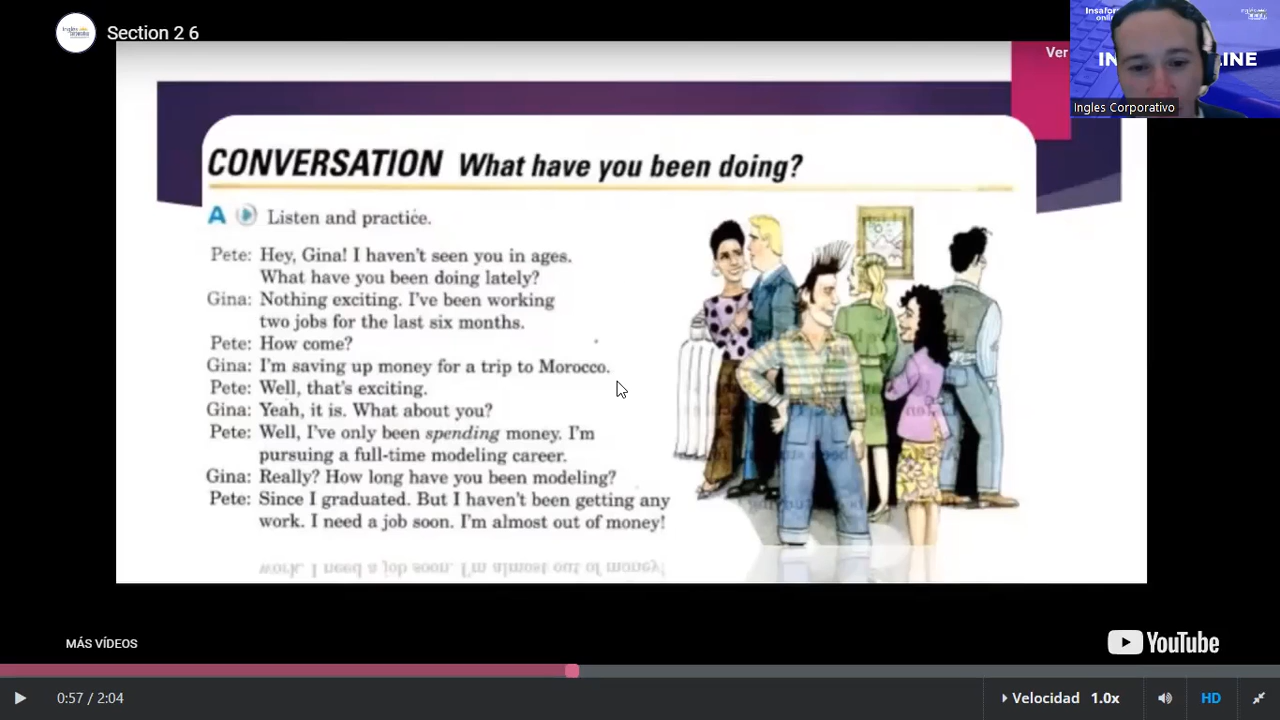 Section 2 6
Ver
Ingles Corporativo
CONVERSATION What have you been doing?
A Listen and practice.
Pete: Hey, Gina! I haven't seen you in ages.
What have you been doing lately?
Gina: Nothing exciting. I've been working
two jobs for the last six months.
Pete: How come?
Gina: I'm saving up money for a trip to Morocco.
Pete: Well, that's exciting.
Gina: Yeah, it is. What about you?
Pete: Well, I've only been spending money. I'm
pursuing a full-time modeling career.
Gina: Really? How long have you been modeling?
Pete: Since I graduated. But I haven't been getting any
work. I need a job soon. I'm almost out of money!
MÁS VÍDEOS
YouTube
0:57 / 2:04
Velocidad 1.0x
HD